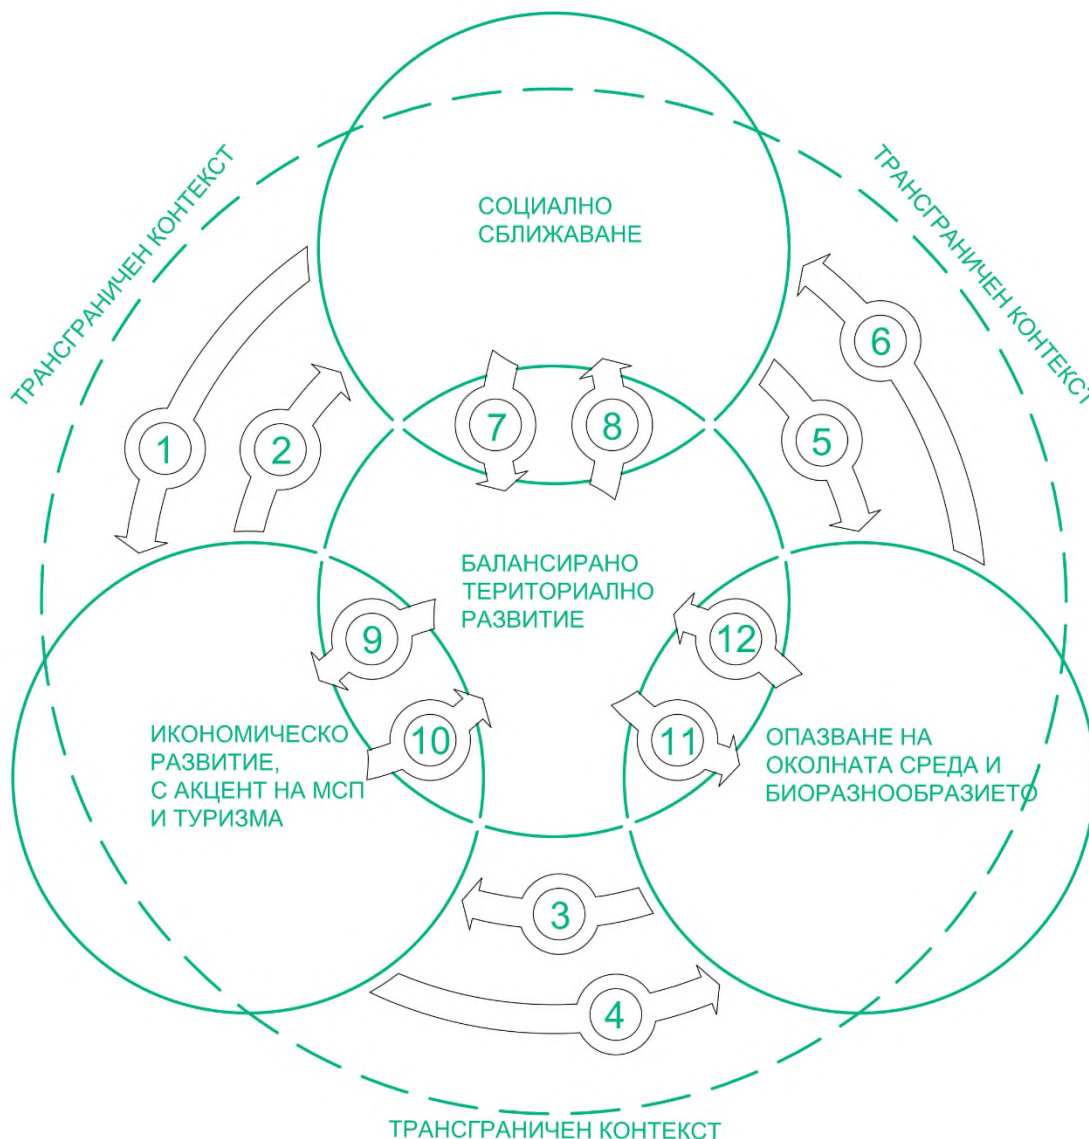 ТРАНСГРАНИЧЕН КОНТЕКСТ
ТРАНСГРАНИЧЕН КОНТЕКСТ
СОЦИАЛНО
СБЛИЖАВАНЕ
6
1
2
7
8
5
БАЛАНСИРАНО
ТЕРИТОРИАЛНО
РАЗВИТИЕ
9
12
10
11
ИКОНОМИЧЕСКО
РАЗВИТИЕ,
С АКЦЕНТ НА МСП
И ТУРИЗМА
ОПАЗВАНЕ НА
ОКОЛНАТА СРЕДА И
БИОРАЗНООБРАЗИЕТО
3
4
ТРАНСГРАНИЧЕН КОНТЕКСТ